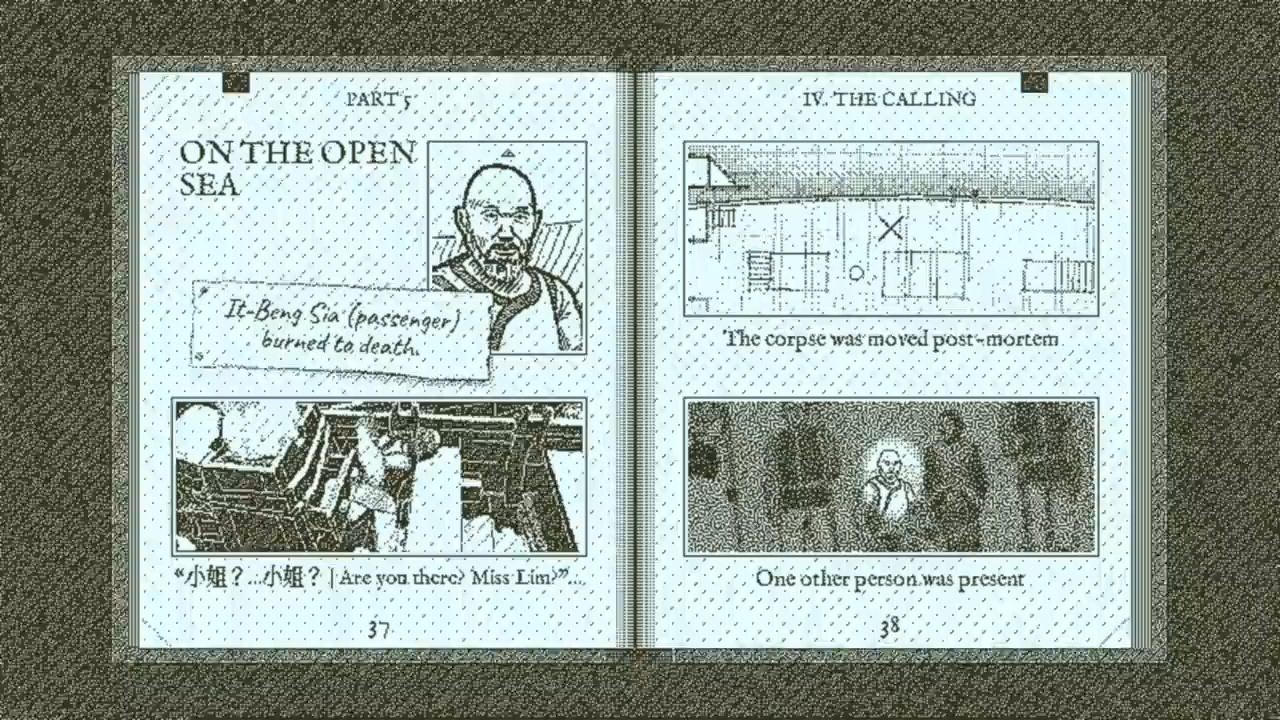 PART 5
ON THE OPEN
SEA
It-Beng Sia (passenger)
burned to death.
“小姐？...小姐？ | Are you there? Miss Lim?”...
37
IV. THE CALLING
The corpse was moved post-mortem
One other person was present
38